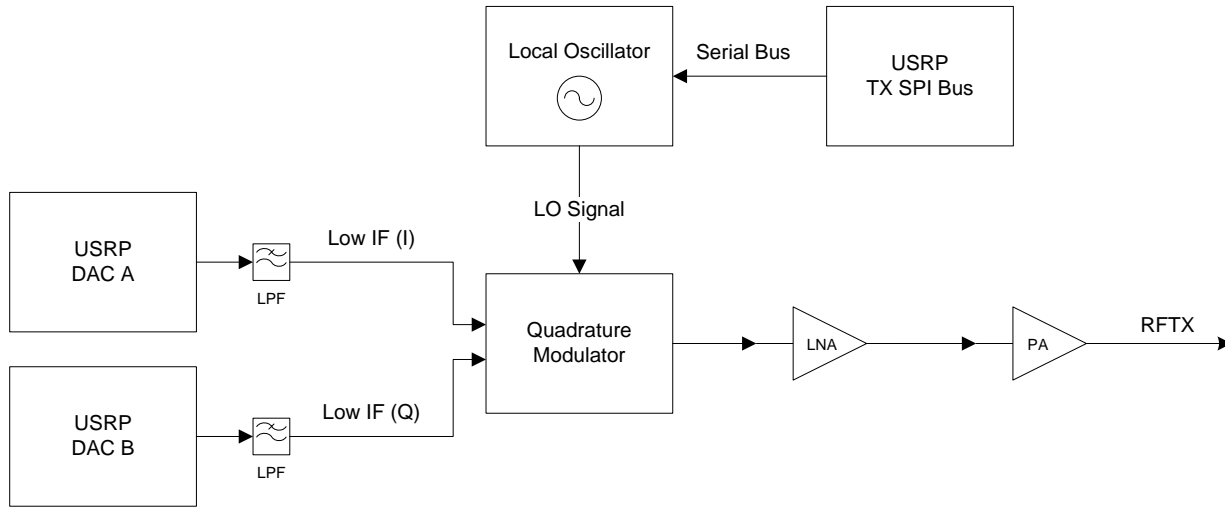 Local Oscillator
Serial Bus
USRP
TX SPI Bus
LO Signal
USRP
DAC A
LPF
Low IF (I)
Quadrature
Modulator
LNA
PA
RFTX
USRP
DAC B
LPF
Low IF (Q)